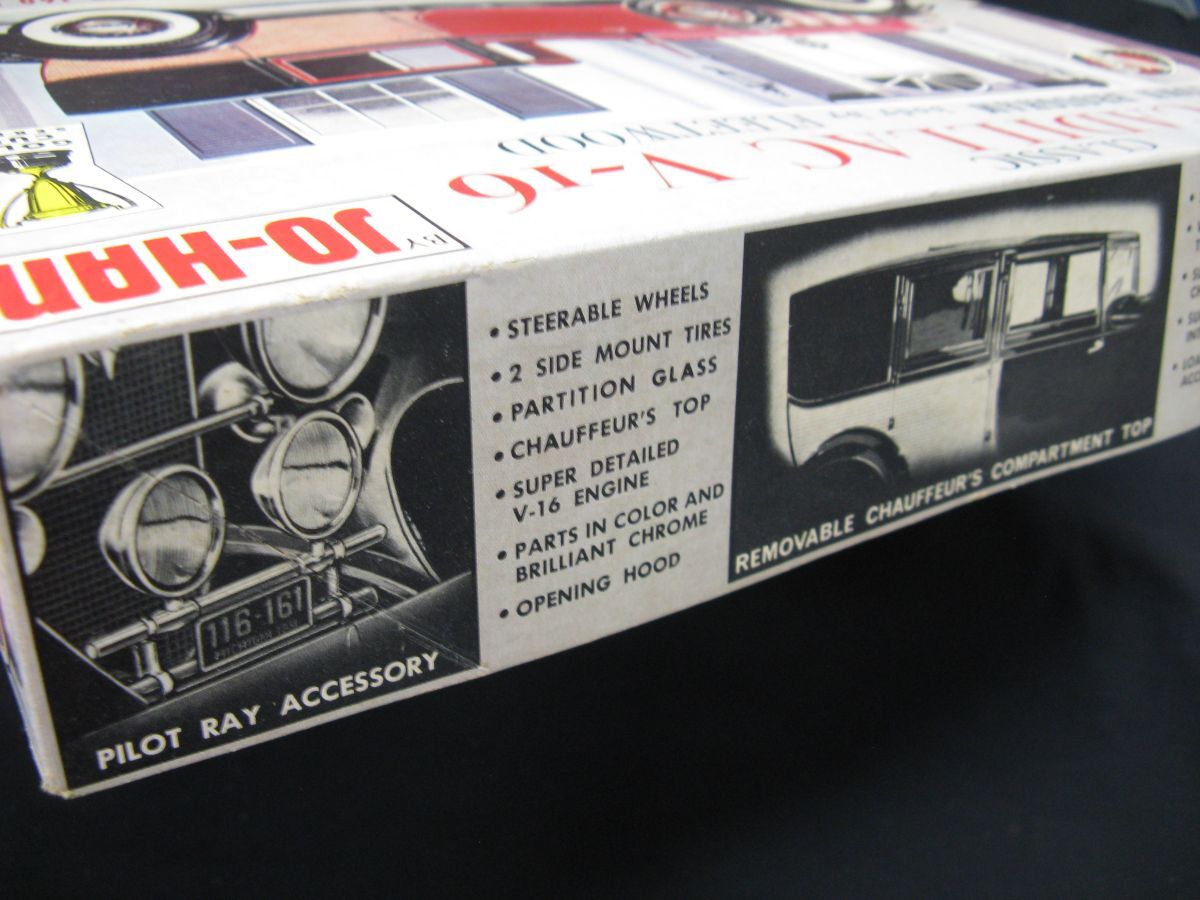 JO-HAN
BY
CADILLAC V-16
CLASSIC
FLEETWOOD
• STEERABLE WHEELS
• 2 SIDE MOUNT TIRES
• PARTITION GLASS
• CHAUFFEUR'S TOP
• SUPER DETAILED
V-16 ENGINE
• PARTS IN COLOR AND
BRILLIANT CHROME
• OPENING HOOD
116-161
PILOT RAY ACCESSORY
REMOVABLE CHAUFFEUR'S COMPARTMENT TOP